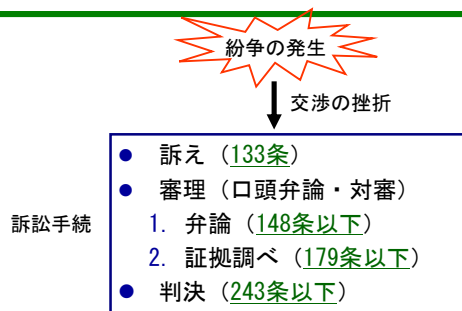 紛争の発生
交渉の挫折
● 訴え（133条）
● 審理（口頭弁論・対審）
訴訟手続
1. 弁論（148条以下）
2. 証拠調べ（179条以下）
● 判決（243条以下）